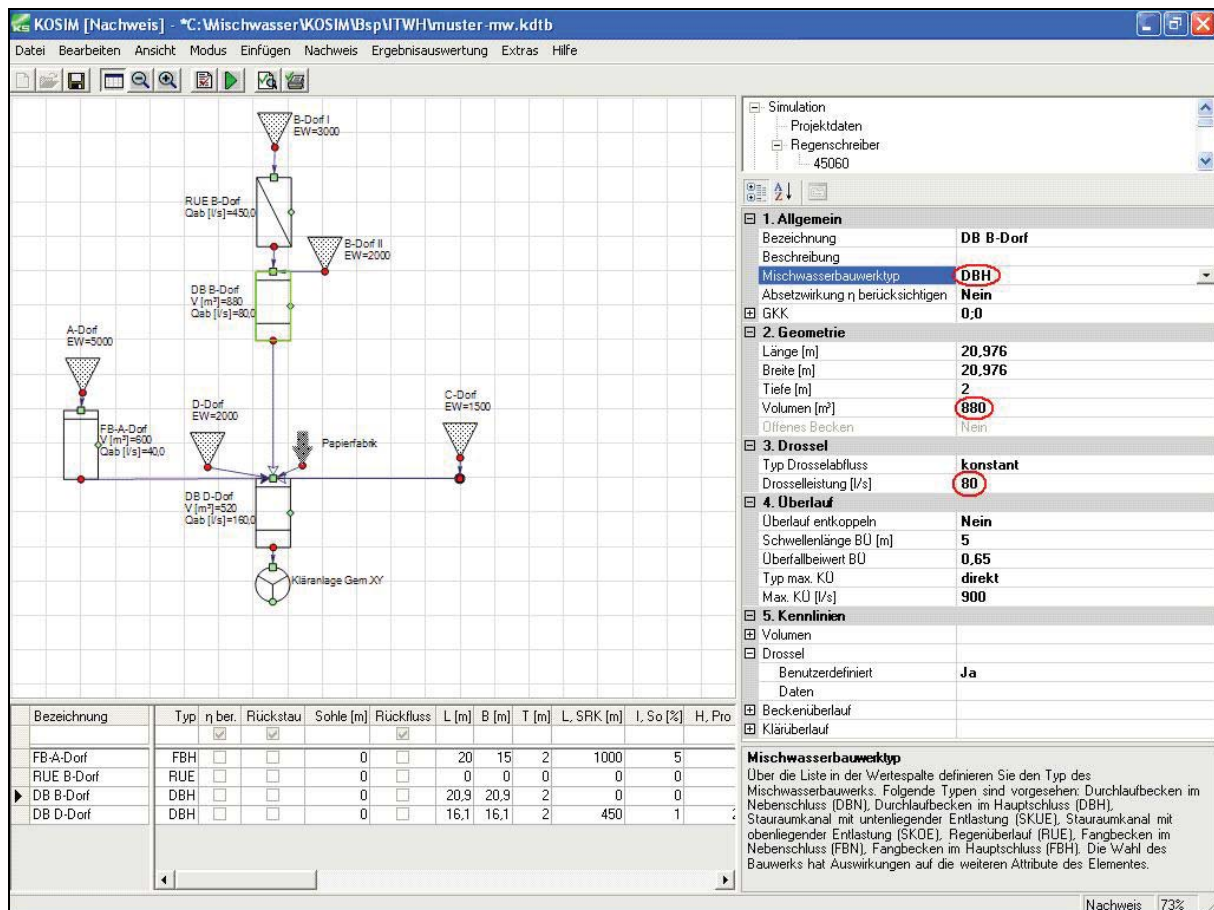 KOSIM [Nachweis] - *C:\Mischwasser\KOSIM\Bsp\ITWH\muster-mw.kdtb
Datei Bearbeiten Ansicht Modus Einfügen Nachweis Ergebnisauswertung Extras Hilfe
B-Dorf I
EW=3000
RUE B-Dorf
Qab [l/s]=450,0
B-Dorf II
EW=2000
DB B-Dorf
V [m³]=880
Qab [l/s]=80,0
A-Dorf
EW=5000
FB-A-Dorf
V [m³]=600
Qab [l/s]=40,0
D-Dorf
EW=2000
Papierfabrik
C-Dorf
EW=1500
DB D-Dorf
V [m³]=520
Qab [l/s]=160,0
Kläranlage Gem.XY
Simulation
Projektdaten
Regenschreiber
45060
1. Allgemein
Bezeichnung DB B-Dorf
Beschreibung
Mischwasserbauwerktyp DBH
Absetzwirkung η berücksichtigen Nein
GKK 0;0
2. Geometrie
Länge [m] 20,976
Breite [m] 20,976
Tiefe [m] 2
Volumen [m³] 880
Offenes Becken Nein
3. Drossel
Typ Drosselabfluss konstant
Drosselleistung [l/s] 80
4. Überlauf
Überlauf entkoppeln Nein
Schwellenlänge BÜ [m] 5
Überfallbeiwert BÜ 0,65
Typ max. KÜ direkt
Max. KÜ [l/s] 900
5. Kennlinien
Volumen
Drossel
Benutzerdefiniert Ja
Daten
Beckenüberlauf
Klärüberlauf
Bezeichnung Typ η ber. Rückstau Sohle [m] Rückfluss L [m] B [m] T [m] L, SRK [m] I, So [%] H, Pro
FB-A-Dorf FBH 0 20 15 2 1000 5
RUE B-Dorf RUE 0 0 0 0 0 0
DB B-Dorf DBH 0 20,9 20,9 2 0 0
DB D-Dorf DBH 0 16,1 16,1 2 450 1
Mischwasserbauwerktyp
Über die Liste in der Wertespalte definieren Sie den Typ des
Mischwasserbauwerks. Folgende Typen sind vorgesehen: Durchlaufbecken im
Nebenschluss (DBN), Durchlaufbecken im Hauptschluss (DBH),
Stauraumkanal mit untenliegender Entlastung (SKUE), Stauraumkanal mit
obenliegender Entlastung (SKOE), Regenüberlauf (RUE), Fangbecken im
Nebenschluss (FBN), Fangbecken im Hauptschluss (FBH). Die Wahl des
Bauwerks hat Auswirkungen auf die weiteren Attribute des Elementes.
Nachweis 73%